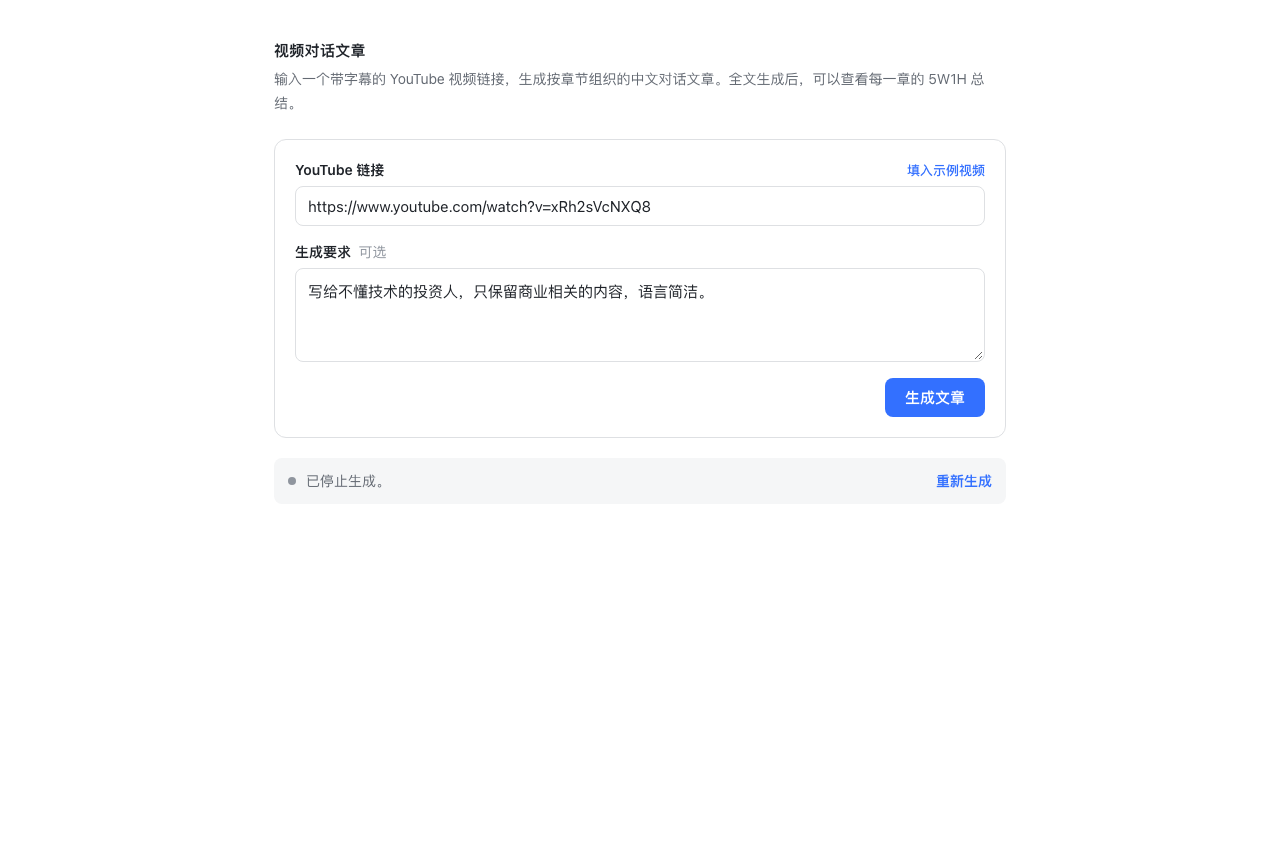 视频对话文章
输入一个带字幕的 YouTube 视频链接，生成按章节组织的中文对话文章。全文生成后，可以查看每一章的 5W1H 总
结。
YouTube 链接
填入示例视频
https://www.youtube.com/watch?v=xRh2sVcNXQ8
生成要求 可选
写给不懂技术的投资人，只保留商业相关的内容，语言简洁。
生成文章
已停止生成。
重新生成